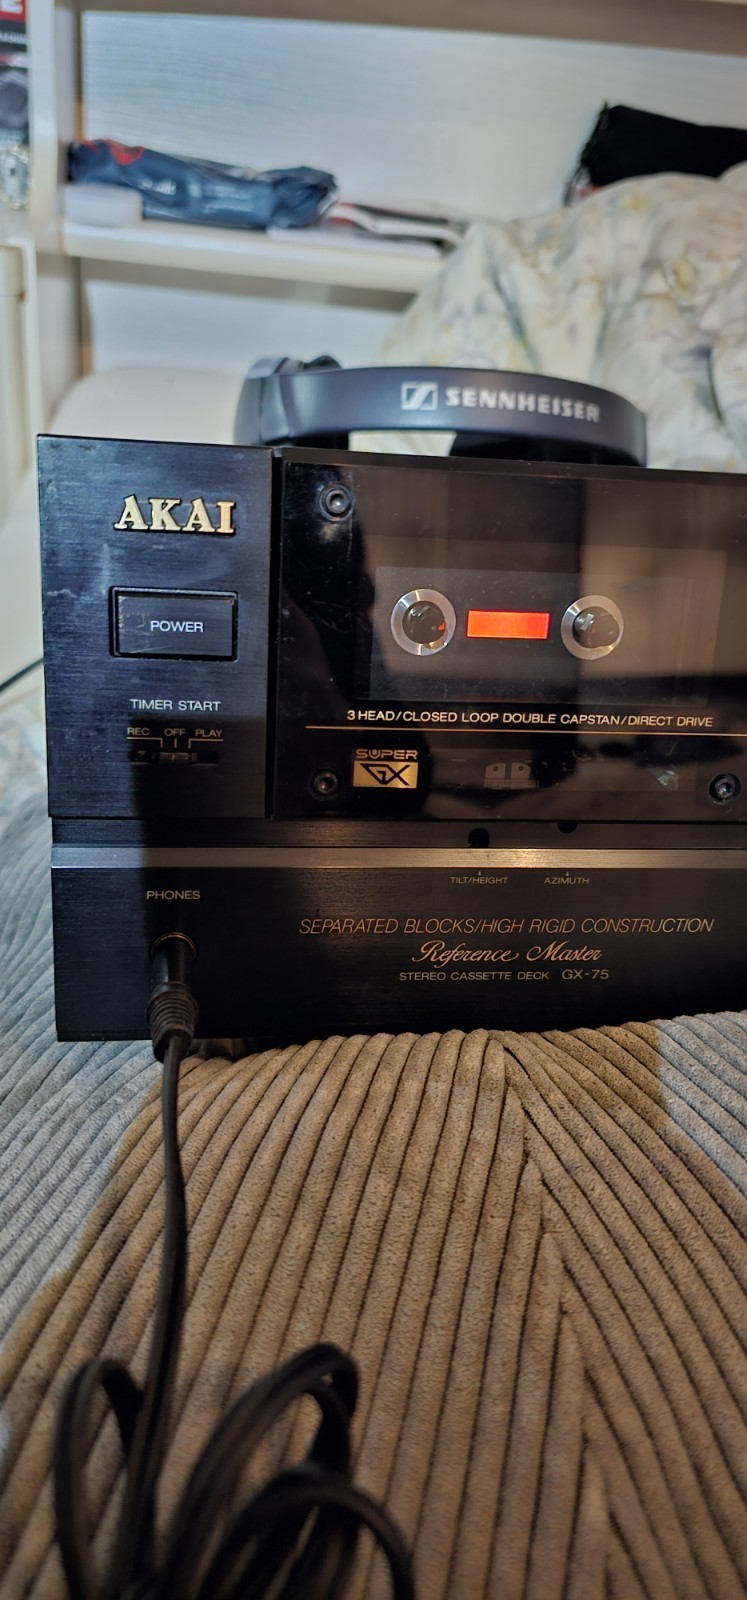 SENNHEISER
AKAI
POWER
TIMER START
REC OFF PLAY
3 HEAD/CLOSED LOOP DOUBLE CAPSTAN/DIRECT DRIVE
SUPER
GX
TILT/HEIGHT AZIMUTH
PHONES
SEPARATED BLOCKS/HIGH RIGID CONSTRUCTION
Reference Master
STEREO CASSETTE DECK GX-75